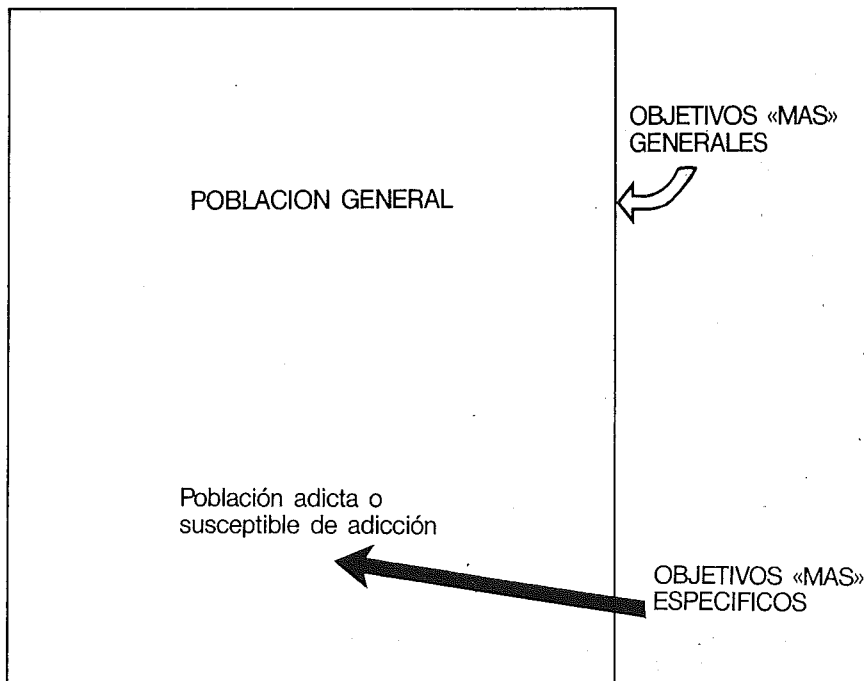 OBJETIVOS «MAS»
GENERALES
POBLACION GENERAL
Población adicta o
susceptible de adicción
OBJETIVOS «MAS»
ESPECIFICOS